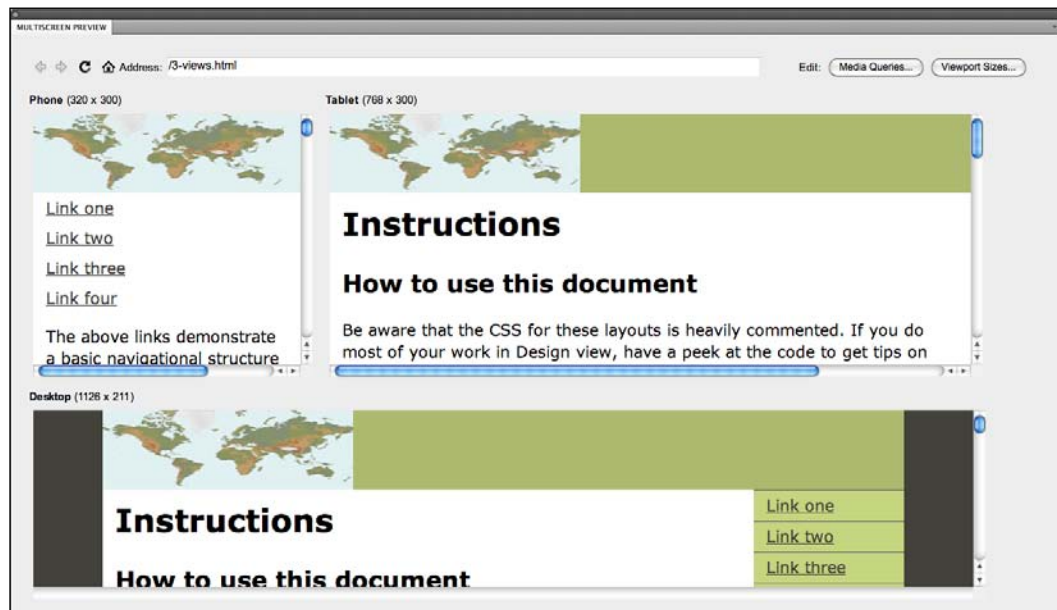 MULTISCREEN PREVIEW
Address: /3-views.html Edit: Media Queries... Viewport Sizes...
Phone (320 x 300) Tablet (768 x 300)
Link one
Link two
Link three
Link four
The above links demonstrate
a basic navigational structure
Instructions
How to use this document
Be aware that the CSS for these layouts is heavily commented. If you do
most of your work in Design view, have a peek at the code to get tips on
Desktop (1126 x 211)
Instructions
How to use this document
Link one
Link two
Link three